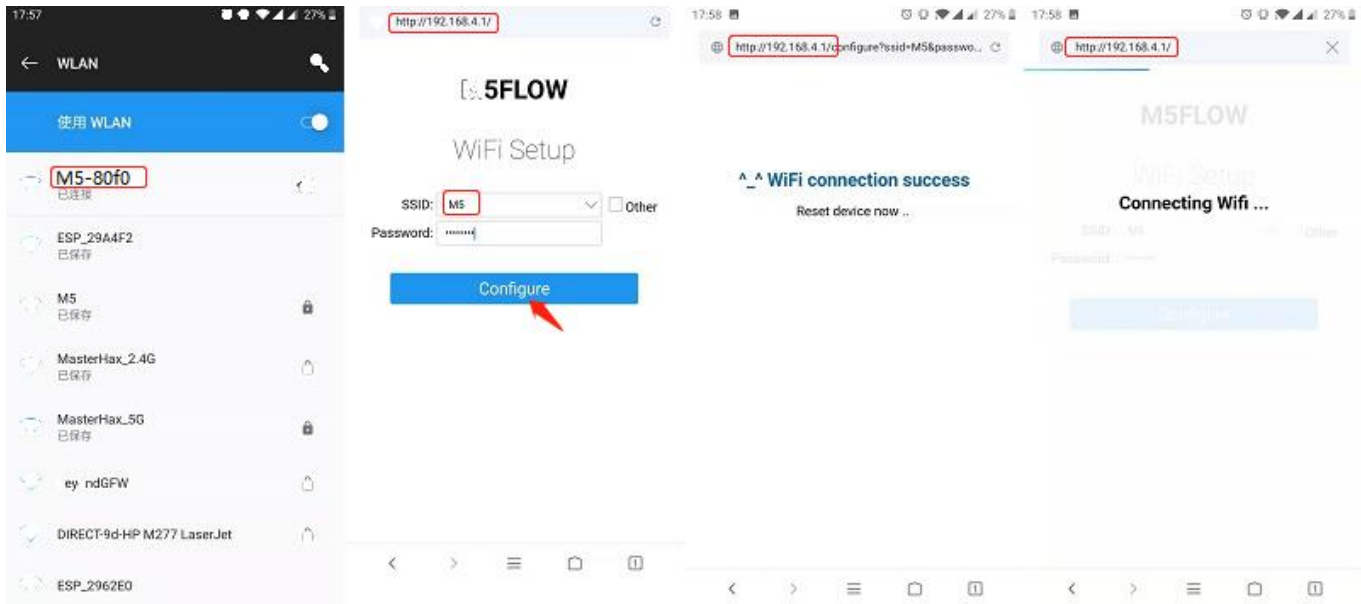 17:57
27%
WLAN
使用 WLAN
M5-80f0
已连接
ESP_29A4F2
已保存
M5
已保存
MasterHax_2.4G
已保存
MasterHax_5G
已保存
ndGFW
DIRECT-9d-HP M277 LaserJet
ESP_2962E0
http://192.168.4.1/
5FLOW
WiFi Setup
SSID: M5 Other
Password:
Configure
1
17:58 27%
http://192.168.4.1/configure?ssid=M5&passwo...
^_^ WiFi connection success
Reset device now ..
1
17:58 27%
http://192.168.4.1/
M5FLOW
WiFi Setup
Connecting Wifi ...
SSID: M5 Other
Password:
Configure
1